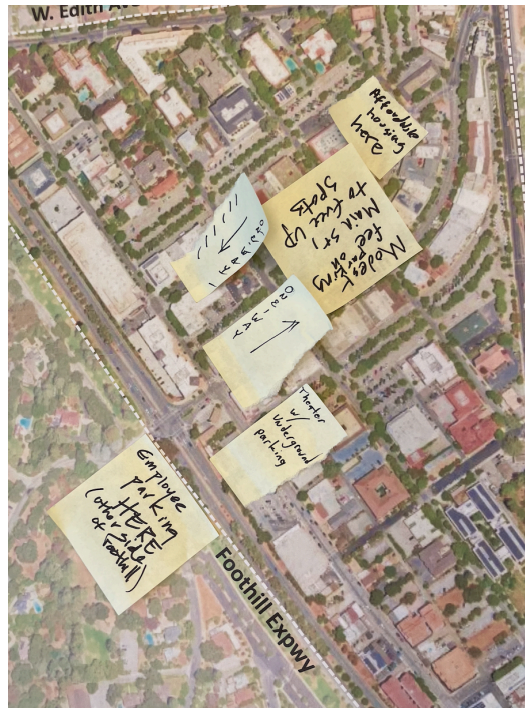 W. Edith Av
Affordable
housing
here
Modest
parking
fee on
Main St,
to free up
spots
ONE-WAY
ONE-WAY
Theater
w/
underground
parking
Employee
parking
HERE
(other side
of Foothill)
Foothill Expwy